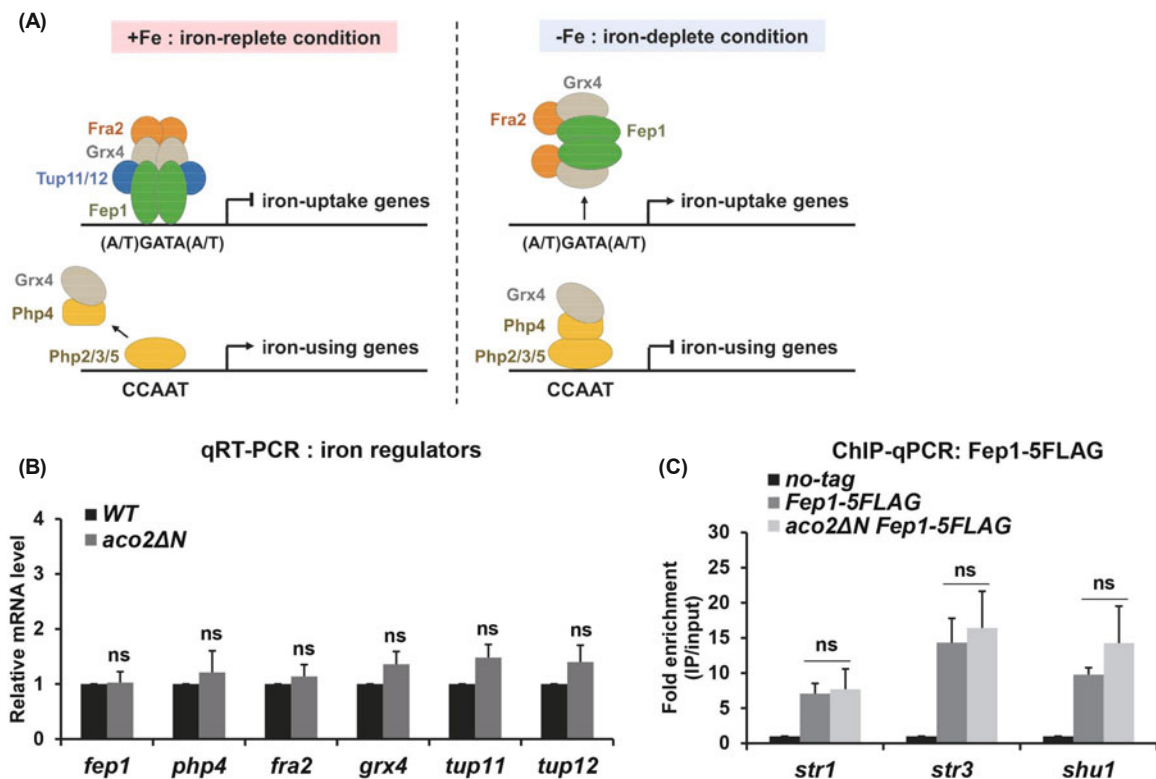 (A)
+Fe : iron-replete condition
Fra2
Grx4
Tup11/12
Fep1
iron-uptake genes
(A/T)GATA(A/T)
Grx4
Php4
Php2/3/5
iron-using genes
CCAAT
-Fe : iron-deplete condition
Grx4
Fra2
Fep1
iron-uptake genes
(A/T)GATA(A/T)
Grx4
Php4
Php2/3/5
iron-using genes
CCAAT
(B)
qRT-PCR : iron regulators
WT
aco2ΔN
Relative mRNA level
4
3
2
1
0
ns
ns
ns
ns
ns
ns
fep1
php4
fra2
grx4
tup11
tup12
(C)
ChIP-qPCR: Fep1-5FLAG
no-tag
Fep1-5FLAG
aco2ΔN Fep1-5FLAG
Fold enrichment
(IP/input)
30
25
20
15
10
5
0
ns
ns
ns
str1
str3
shu1